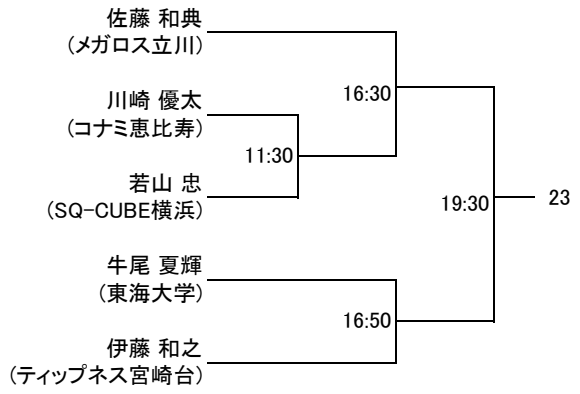 佐藤 和典
(メガロス立川)
16:30
川崎 優太
(コナミ恵比寿)
11:30
若山 忠
(SQ-CUBE横浜)
19:30
23
牛尾 夏輝
(東海大学)
16:50
伊藤 和之
(ティップネス宮崎台)